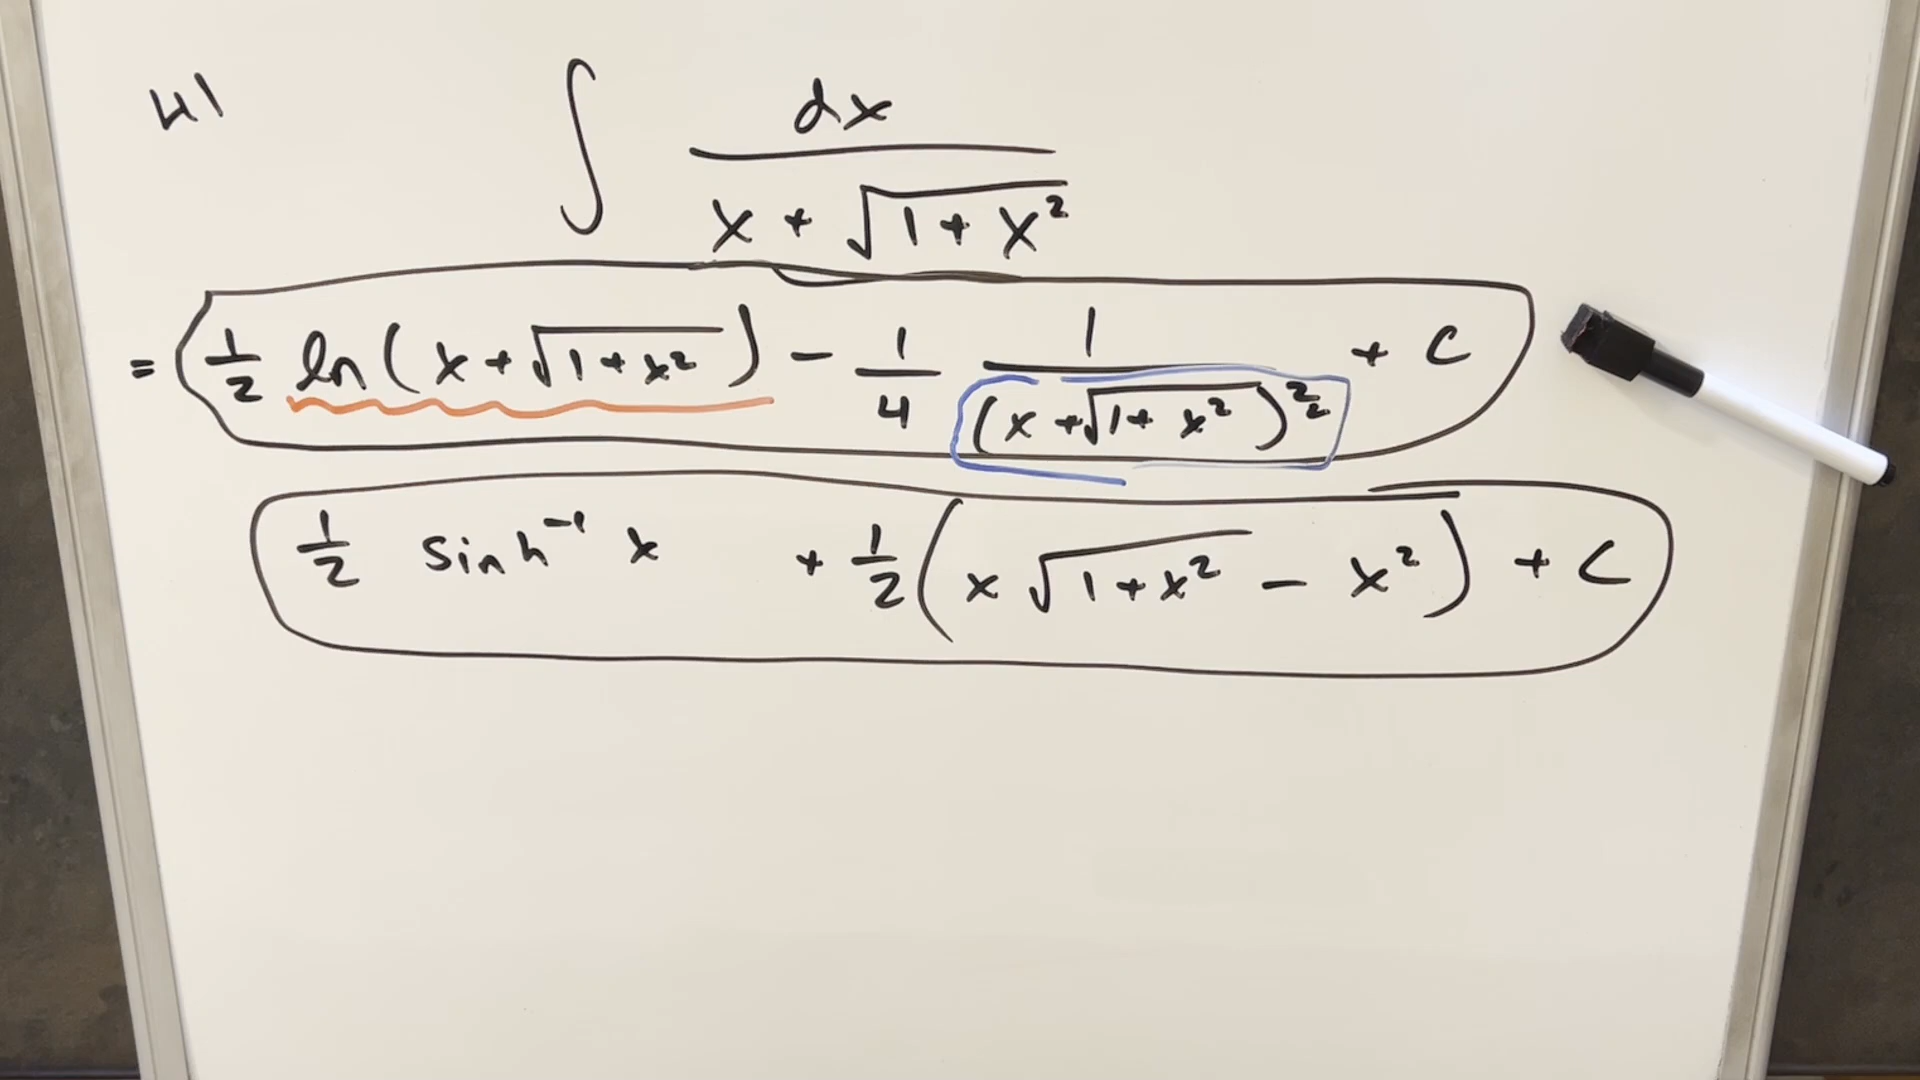 41
∫ dx / (x + √(1 + x²))
= 1/2 ln(x + √(1 + x²)) - 1/4 1/(x + √(1 + x²))² + C
1/2 sinh⁻¹ x + 1/2 (x √(1 + x²) - x²) + C